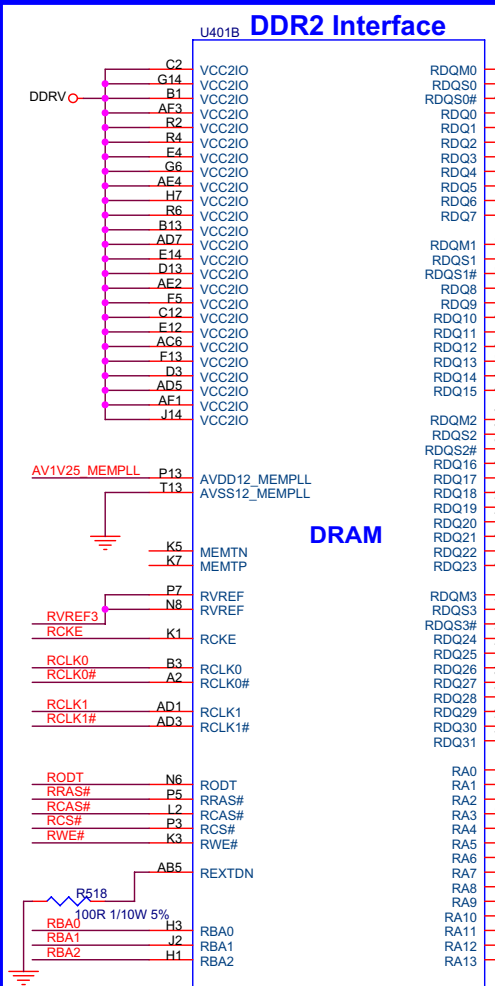 U401B DDR2 Interface
C2 VCC2IO RDQM0
G14 VCC2IO RDQS0
DDRV B1 VCC2IO RDQS0#
AF3 VCC2IO RDQ0
R2 VCC2IO RDQ1
R4 VCC2IO RDQ2
E4 VCC2IO RDQ3
G6 VCC2IO RDQ4
AE4 VCC2IO RDQ5
H7 VCC2IO RDQ6
R6 VCC2IO RDQ7
B13 VCC2IO
AD7 VCC2IO RDQM1
E14 VCC2IO RDQS1
D13 VCC2IO RDQS1#
AE2 VCC2IO RDQ8
F5 VCC2IO RDQ9
C12 VCC2IO RDQ10
E12 VCC2IO RDQ11
AC6 VCC2IO RDQ12
F13 VCC2IO RDQ13
D3 VCC2IO RDQ14
AD5 VCC2IO RDQ15
AF1 VCC2IO
J14 VCC2IO RDQM2
RDQS2
RDQS2#
RDQ16
AV1V25_MEMPLL P13 AVDD12_MEMPLL RDQ17
T13 AVSS12_MEMPLL RDQ18
RDQ19
RDQ20
DRAM RDQ21
K5 MEMTN RDQ22
K7 MEMTP RDQ23
P7 RVREF RDQM3
N8 RVREF RDQS3
RVREF3 RDQS3#
RCKE K1 RCKE RDQ24
RDQ25
RCLK0 B3 RCLK0 RDQ26
RCLK0# A2 RCLK0# RDQ27
RDQ28
RCLK1 AD1 RCLK1 RDQ29
RCLK1# AD3 RCLK1# RDQ30
RDQ31
RA0
RODT N6 RODT RA1
RRAS# P5 RRAS# RA2
RCAS# L2 RCAS# RA3
RCS# P3 RCS# RA4
RWE# K3 RWE# RA5
RA6
AB5 REXTDN RA7
RA8
R518 RA9
100R 1/10W 5% RA10
RBA0 H3 RBA0 RA11
RBA1 J2 RBA1 RA12
RBA2 H1 RBA2 RA13